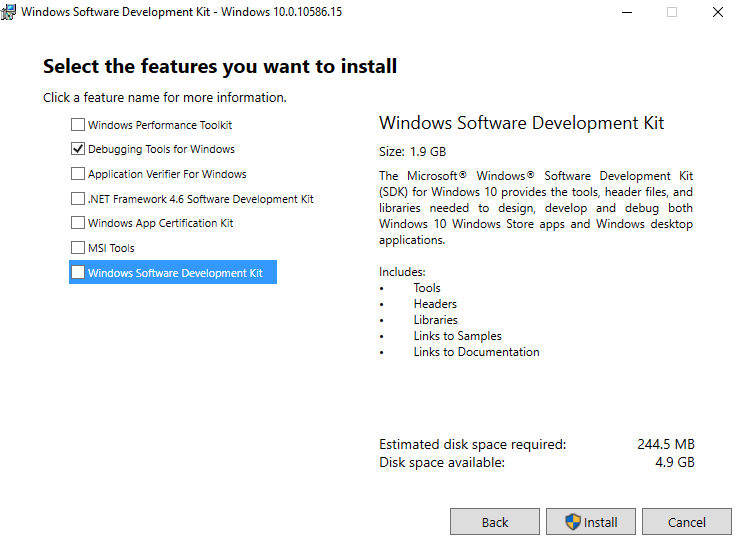 Windows Software Development Kit - Windows 10.0.10586.15
Select the features you want to install
Click a feature name for more information.
Windows Performance Toolkit
Debugging Tools for Windows
Application Verifier For Windows
.NET Framework 4.6 Software Development Kit
Windows App Certification Kit
MSI Tools
Windows Software Development Kit
Windows Software Development Kit
Size: 1.9 GB
The Microsoft® Windows® Software Development Kit
(SDK) for Windows 10 provides the tools, header files, and
libraries needed to design, develop and debug both
Windows 10 Windows Store apps and Windows desktop
applications.
Includes:
• Tools
• Headers
• Libraries
• Links to Samples
• Links to Documentation
Estimated disk space required: 244.5 MB
Disk space available: 4.9 GB
Back Install Cancel